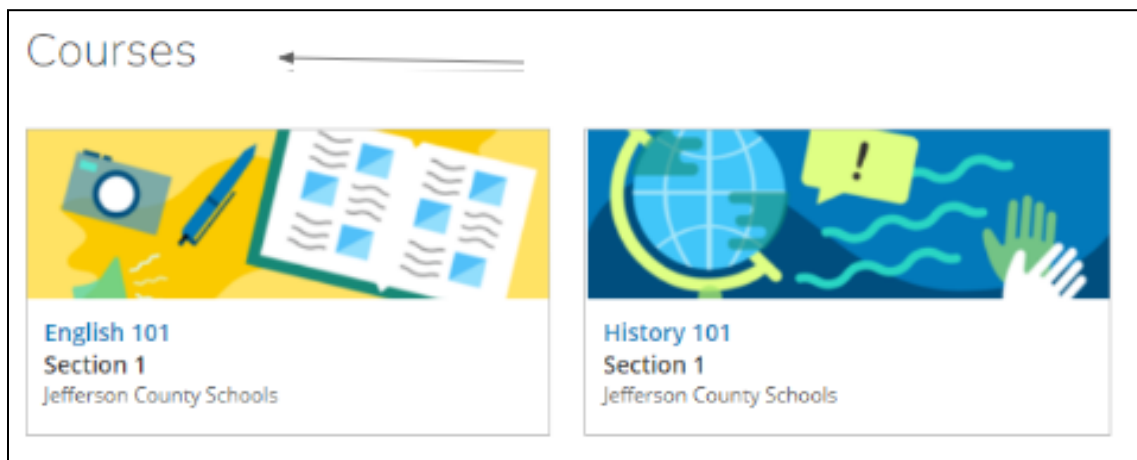 Courses
!
English 101
Section 1
Jefferson County Schools
History 101
Section 1
Jefferson County Schools